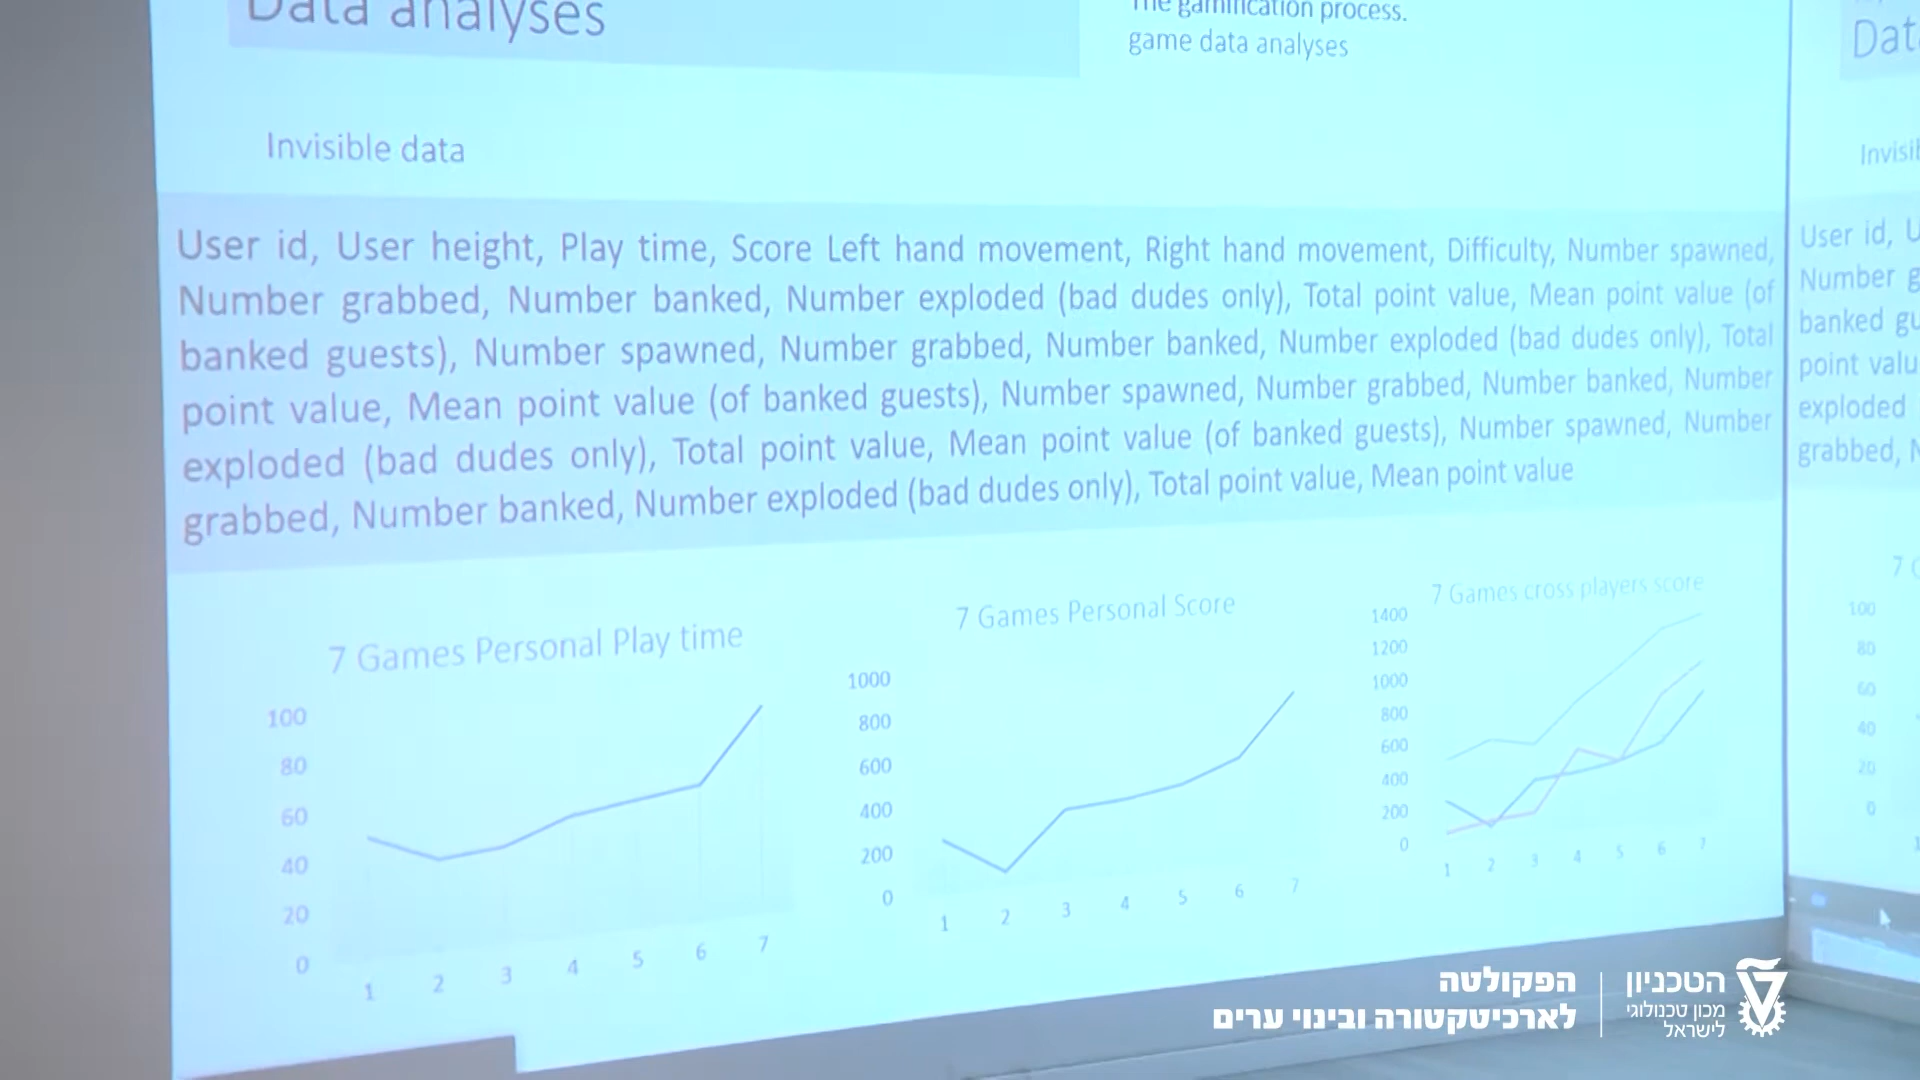 Data analyses
The gamification process.
game data analyses
Invisible data
User id, User height, Play time, Score Left hand movement, Right hand movement, Difficulty, Number spawned,
Number grabbed, Number banked, Number exploded (bad dudes only), Total point value, Mean point value (of
banked guests), Number spawned, Number grabbed, Number banked, Number exploded (bad dudes only), Total
point value, Mean point value (of banked guests), Number spawned, Number grabbed, Number banked, Number
exploded (bad dudes only), Total point value, Mean point value (of banked guests), Number spawned, Number
grabbed, Number banked, Number exploded (bad dudes only), Total point value, Mean point value
7 Games Personal Play time
100
80
60
40
20
0
1 2 3 4 5 6 7
7 Games Personal Score
1000
800
600
400
200
0
1 2 3 4 5 6 7
7 Games cross players score
1400
1200
1000
800
600
400
200
0
1 2 3 4 5 6 7
User id,
Number
banked
point
exploded
grabbed,
7
100
80
60
40
20
0
הפקולטה
לארכיטקטורה ובינוי ערים
הטכניון
מכון טכנולוגי
לישראל